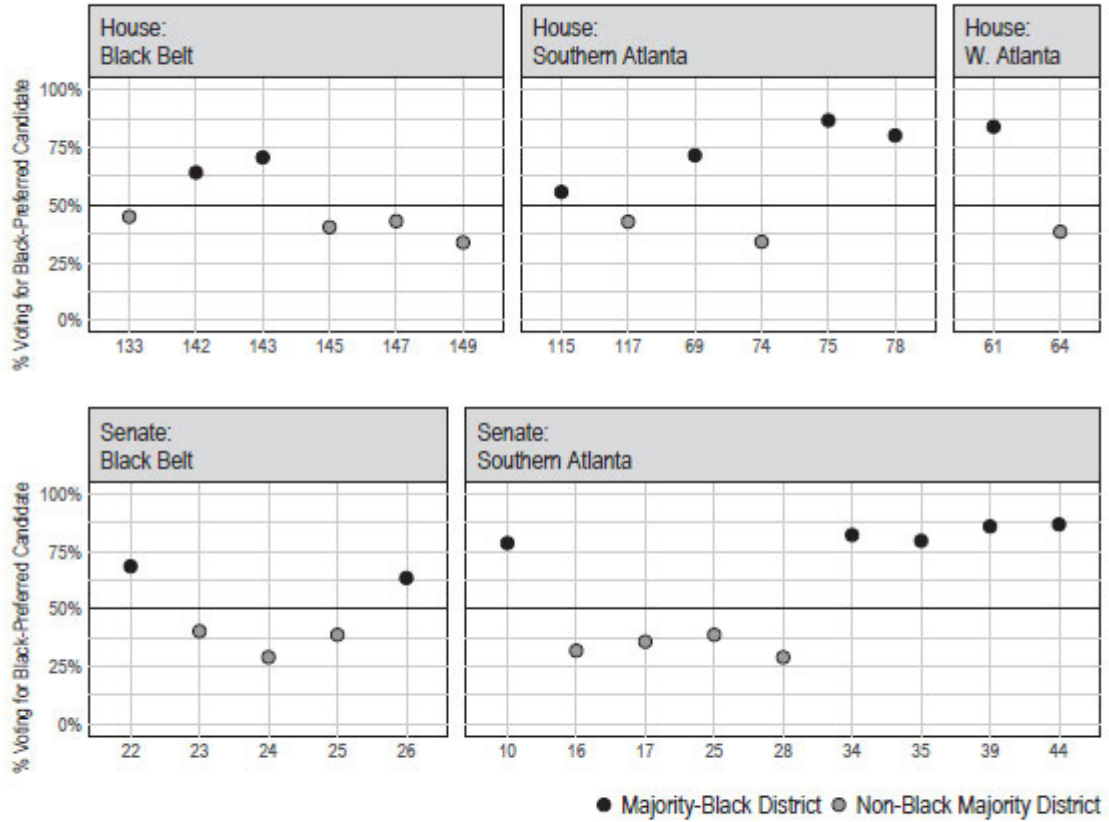 House:
Black Belt
House:
Southern Atlanta
House:
W. Atlanta
% Voting for Black-Preferred Candidate
100%
75%
50%
25%
0%
133 142 143 145 147 149
115 117 69 74 75 78
61 64
Senate:
Black Belt
Senate:
Southern Atlanta
% Voting for Black-Preferred Candidate
100%
75%
50%
25%
0%
22 23 24 25 26
10 16 17 25 28 34 35 39 44
Majority-Black District Non-Black Majority District